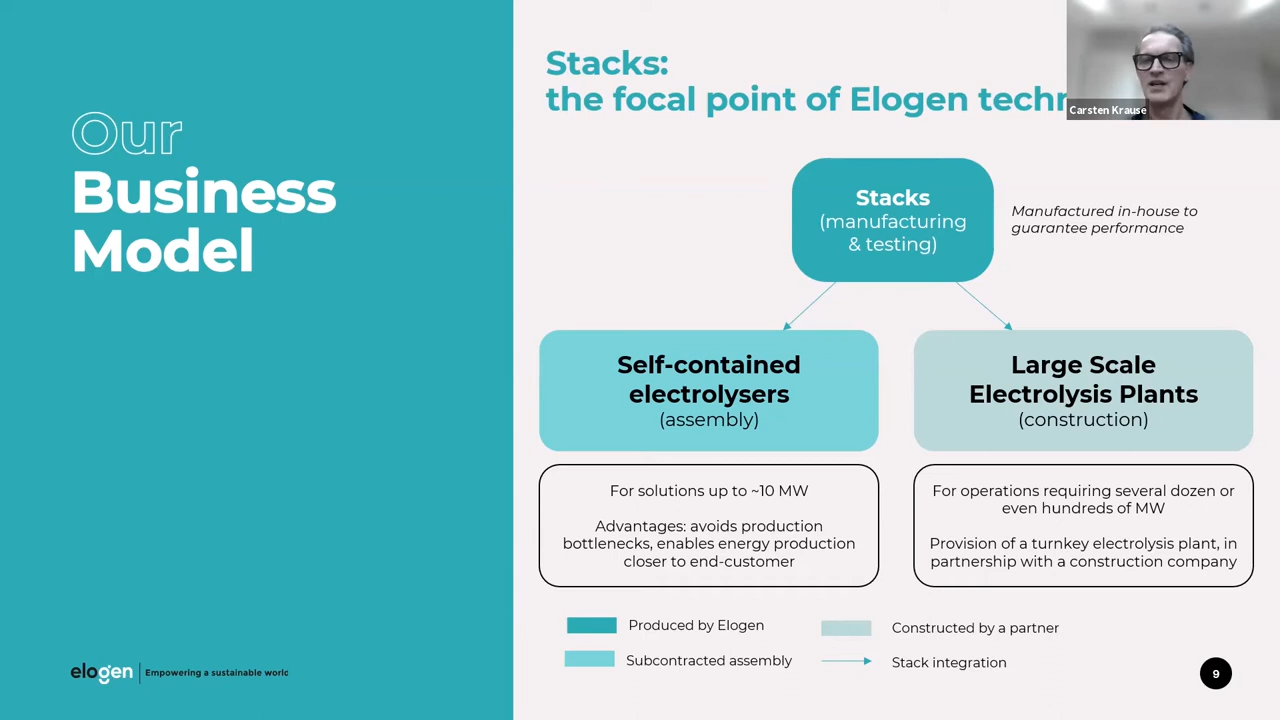 Our
Business
Model
Stacks:
the focal point of Elogen
Carsten Krause
Stacks
(manufacturing
& testing)
Manufactured in-house to
guarantee performance
Self-contained
electrolysers
(assembly)
Large Scale
Electrolysis Plants
(construction)
For solutions up to ~10 MW
Advantages: avoids production
bottlenecks, enables energy production
closer to end-customer
For operations requiring several dozen or
even hundreds of MW
Provision of a turnkey electrolysis plant, in
partnership with a construction company
Produced by Elogen
Constructed by a partner
Subcontracted assembly
Stack integration
elogen
Empowering a sustainable world
9